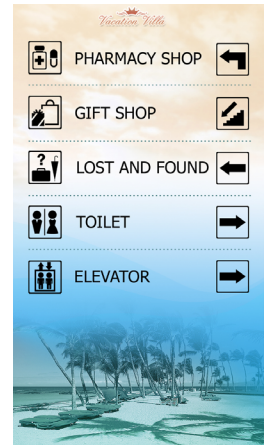 Vacation Villa
PHARMACY SHOP
GIFT SHOP
?
LOST AND FOUND
TOILET
ELEVATOR